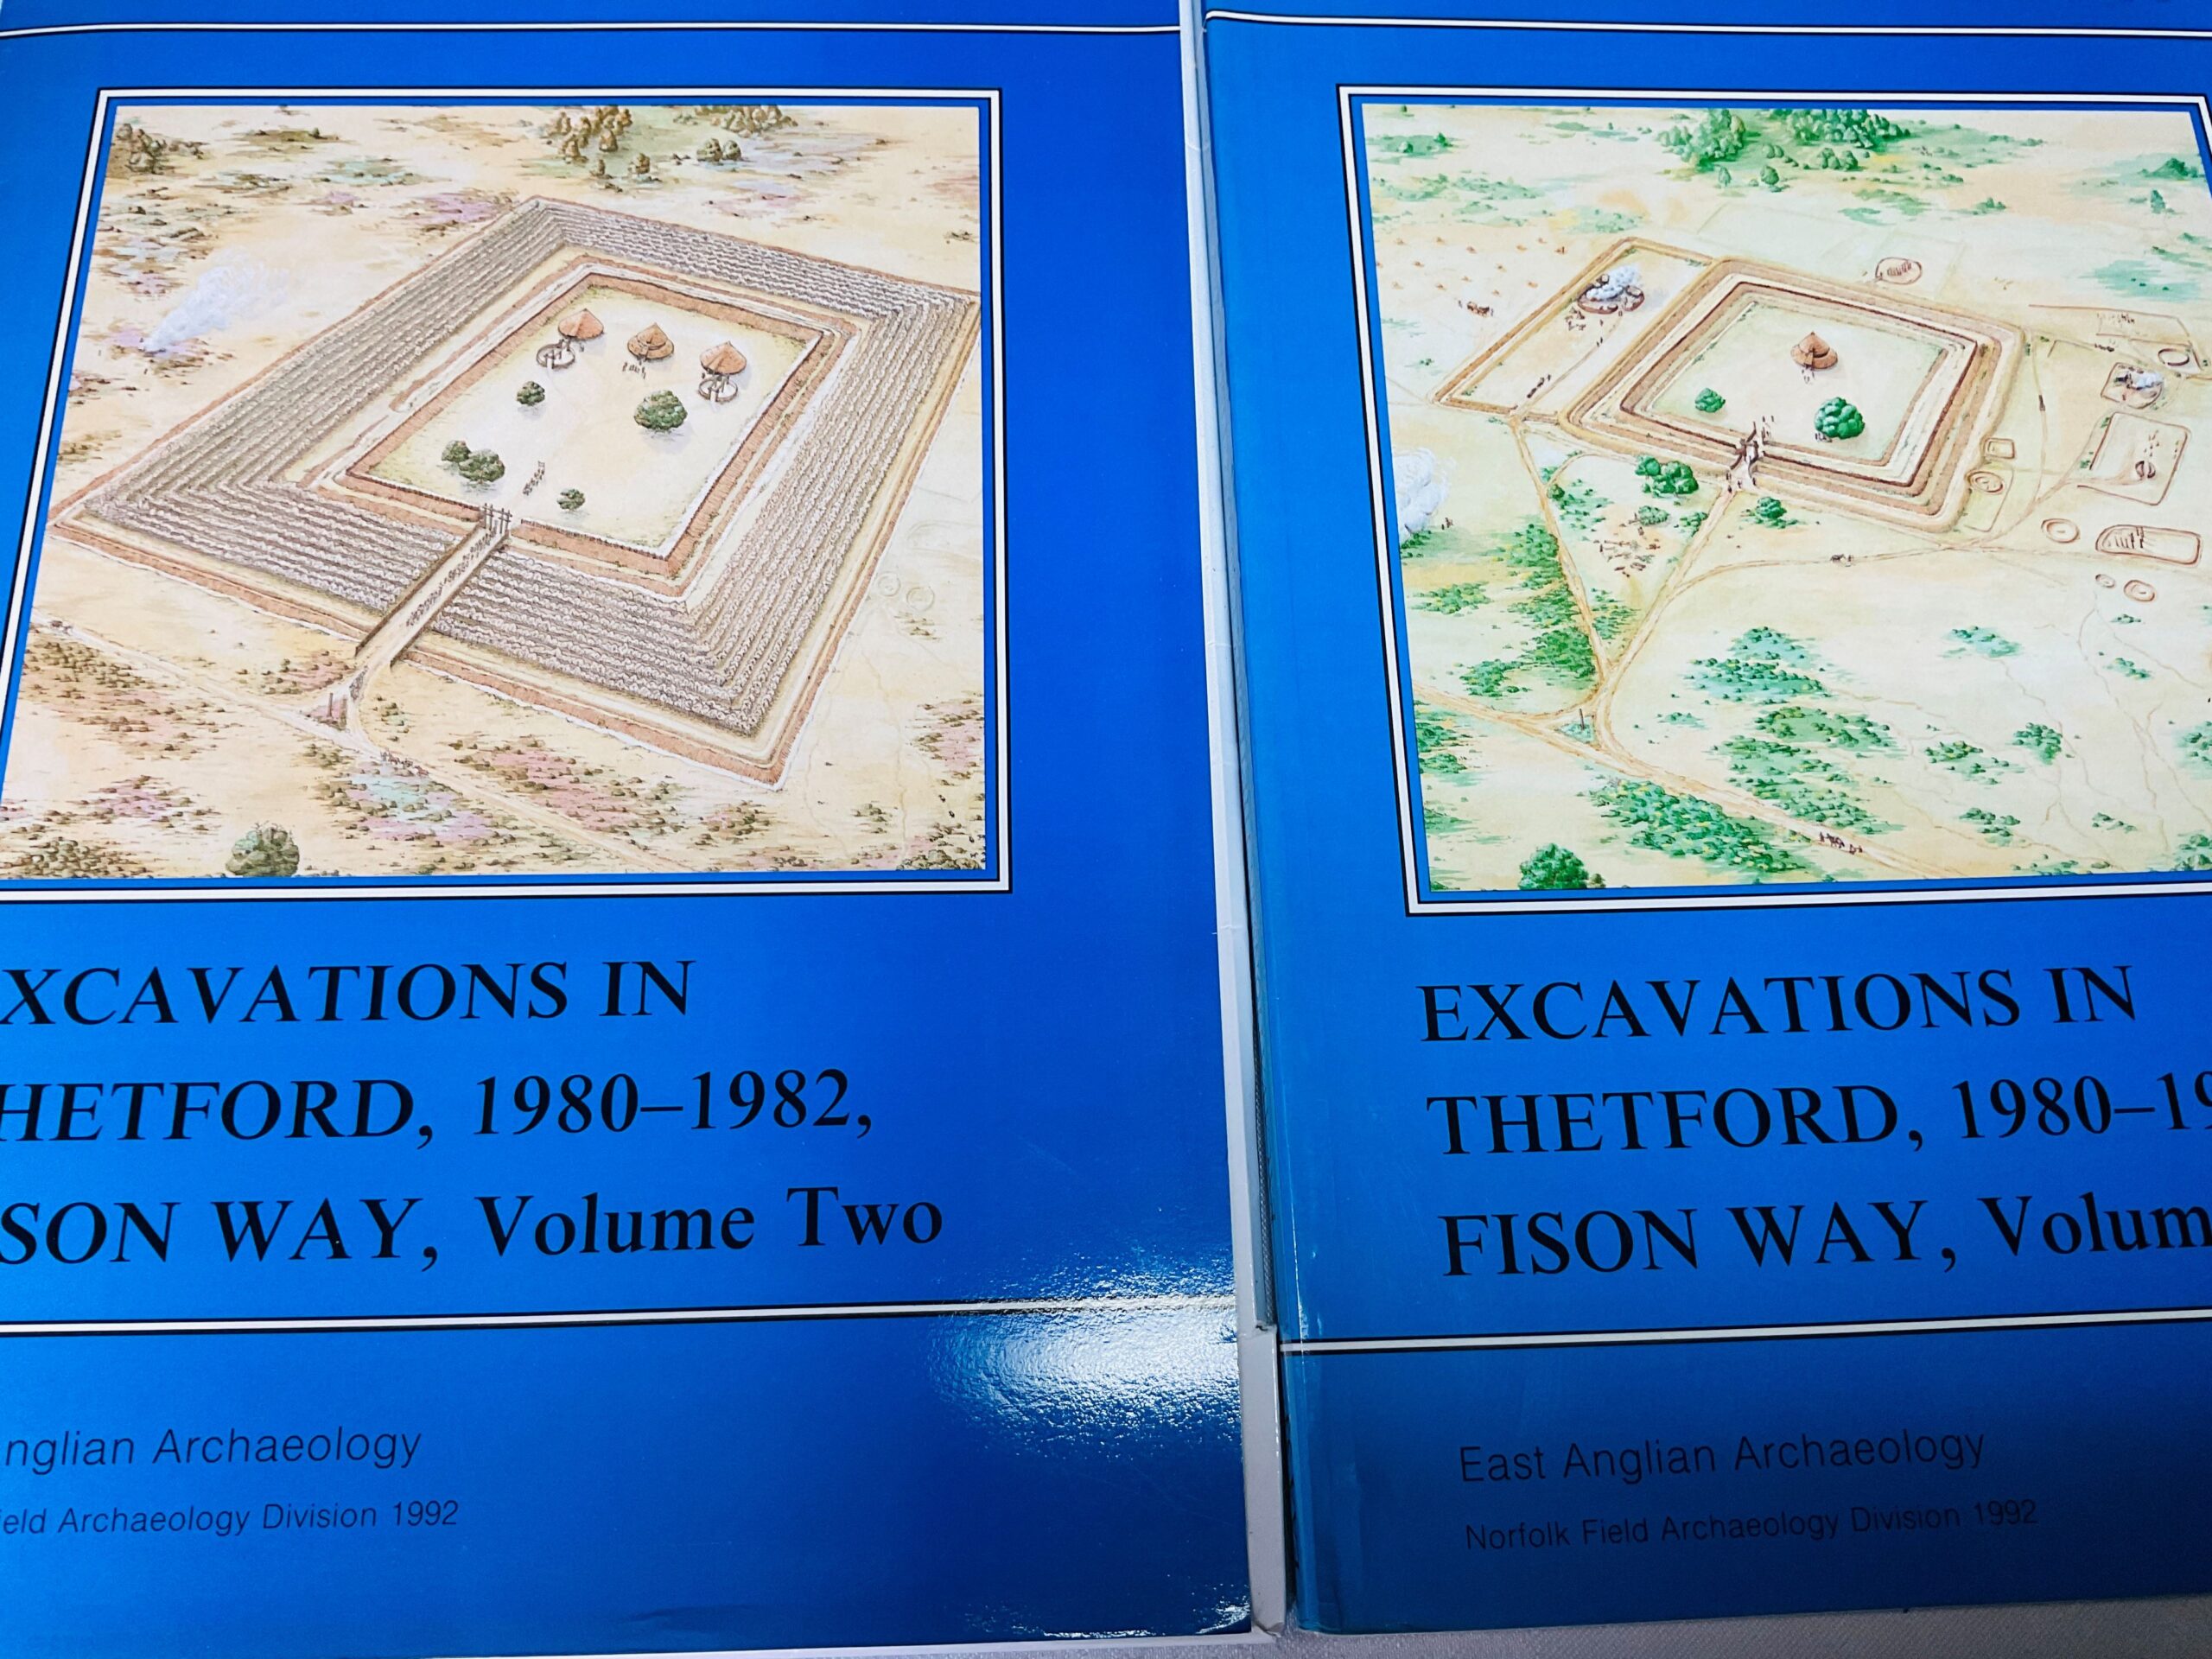 XCAVATIONS IN
HETFORD, 1980–1982,
SON WAY, Volume Two
nglian Archaeology
eld Archaeology Division 1992
EXCAVATIONS IN
THETFORD, 1980–19
FISON WAY, Volum
East Anglian Archaeology
Norfolk Field Archaeology Division 1992